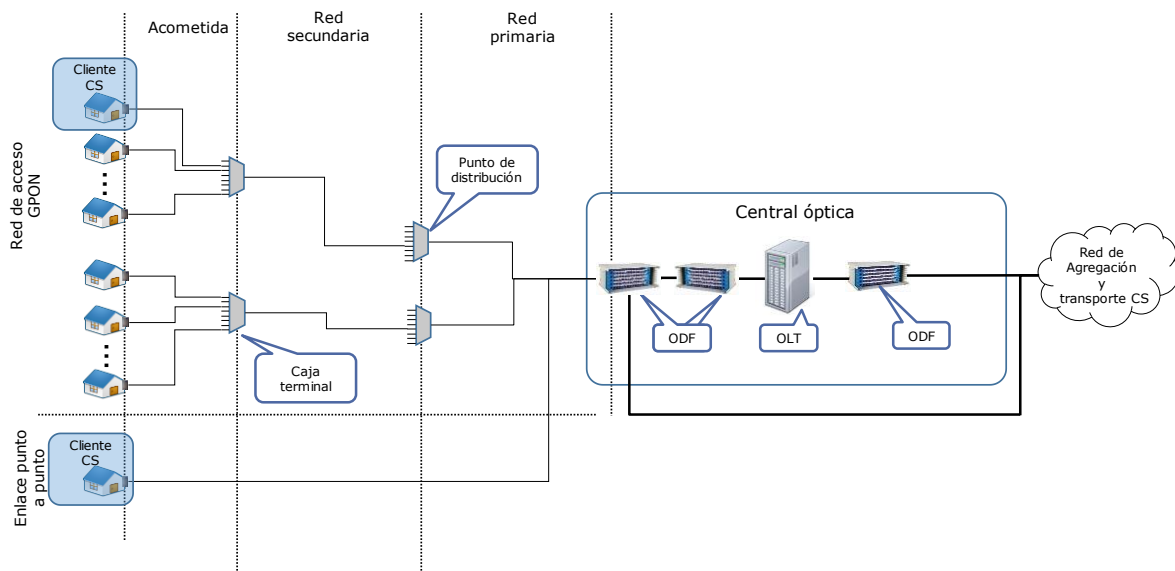 Acometida
Red
secundaria
Red
primaria
Cliente
CS
Red de acceso
GPON
Punto de
distribución
Central óptica
Red de
Agregación
y
transporte CS
ODF
OLT
ODF
Caja
terminal
Enlace punto
a punto
Cliente
CS